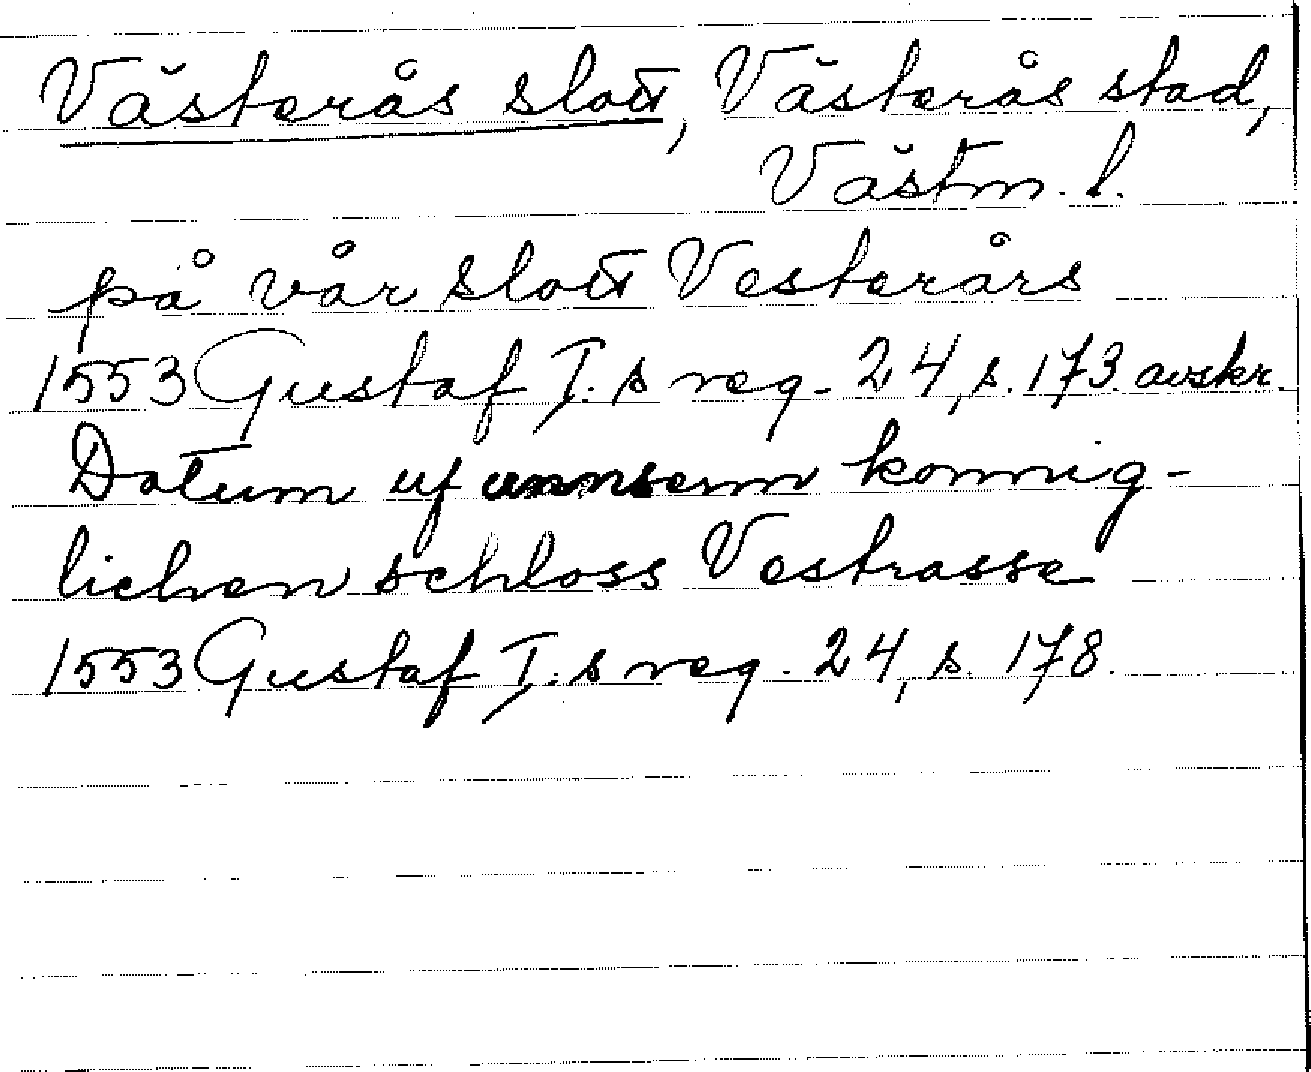 Västerås slott, Västerås stad,
Västm. l.
på vår slott Vesterårs
1553 Gustaf I.s reg. 24, s. 173. avskr.
Datum uf unnserm konnig-
lichen schloss Vestrasse
1553 Gustaf I.s reg. 24, s. 178.